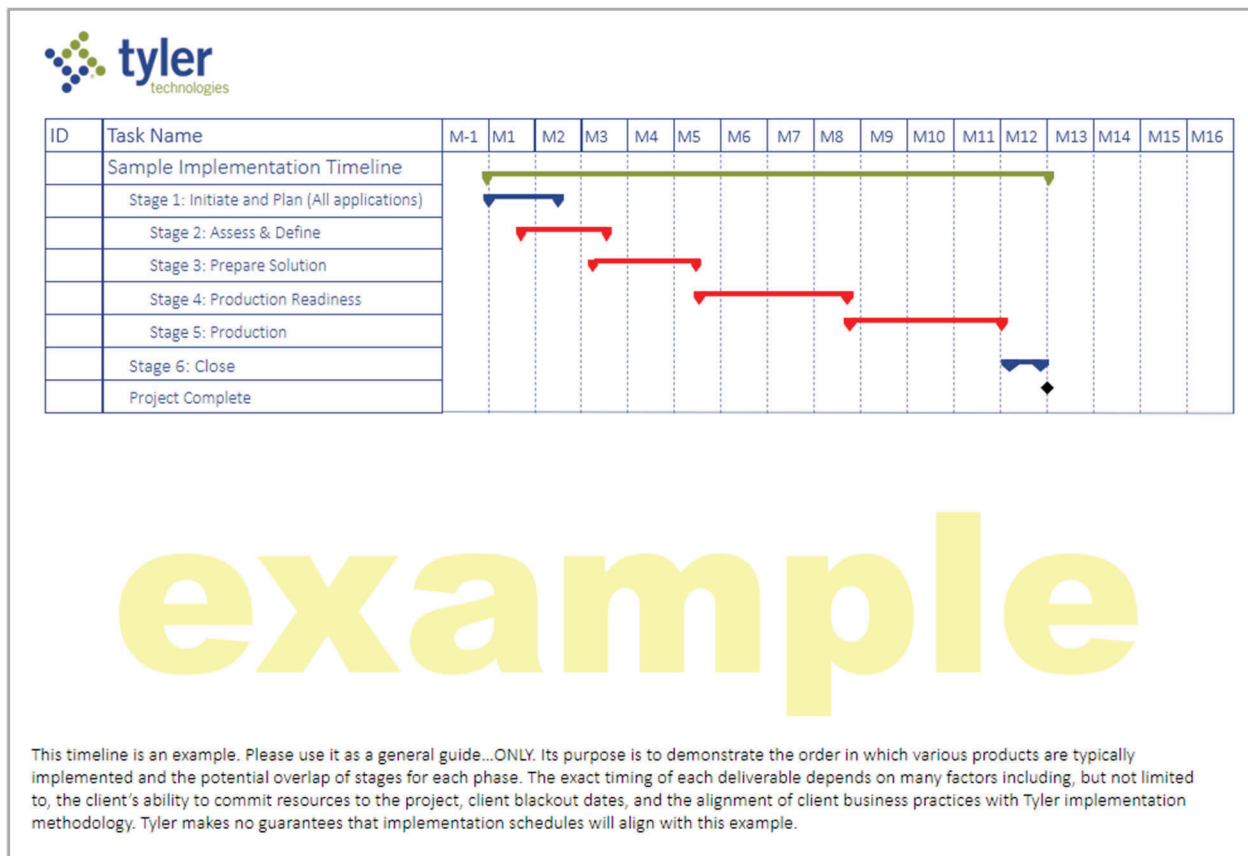 tyler
technologies
ID Task Name M-1 M1 M2 M3 M4 M5 M6 M7 M8 M9 M10 M11 M12 M13 M14 M15 M16
Sample Implementation Timeline
Stage 1: Initiate and Plan (All applications)
Stage 2: Assess & Define
Stage 3: Prepare Solution
Stage 4: Production Readiness
Stage 5: Production
Stage 6: Close
Project Complete
example
This timeline is an example. Please use it as a general guide...ONLY. Its purpose is to demonstrate the order in which various products are typically
implemented and the potential overlap of stages for each phase. The exact timing of each deliverable depends on many factors including, but not limited
to, the client’s ability to commit resources to the project, client blackout dates, and the alignment of client business practices with Tyler implementation
methodology. Tyler makes no guarantees that implementation schedules will align with this example.